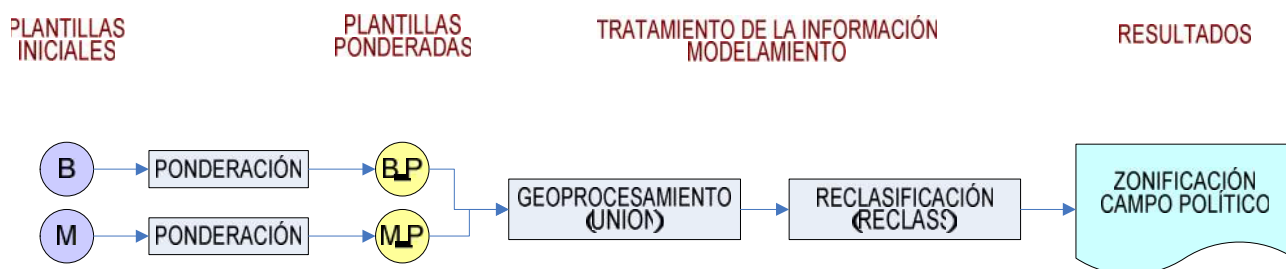 PLANTILLAS
INICIALES
PLANTILLAS
PONDERADAS
TRATAMIENTO DE LA INFORMACIÓN
MODELAMIENTO
RESULTADOS
B
PONDERACIÓN
B_P
M
PONDERACIÓN
M_P
GEOPROCESAMIENTO
(UNION)
RECLASIFICACIÓN
(RECLASS)
ZONIFICACIÓN
CAMPO POLÍTICO